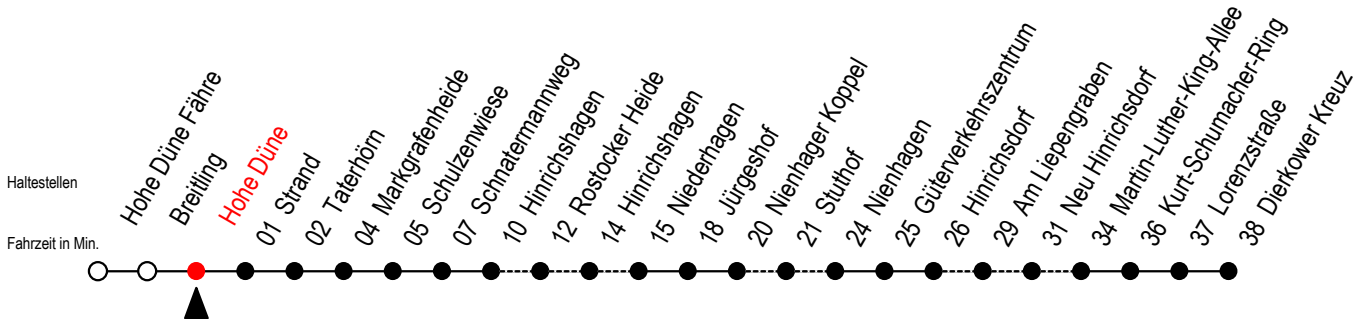 Haltestellen
Fahrzeit in Min.
Hohe Düne Fähre
Breitling
Hohe Düne
01 Strand
02 Taterhörn
04 Markgrafenheide
05 Schulzenwiese
07 Schnatermannweg
10 Hinrichshagen
12 Rostocker Heide
14 Hinrichshagen
15 Niederhagen
18 Jürgeshof
20 Nienhager Koppel
21 Stuthof
24 Nienhagen
25 Güterverkehrszentrum
26 Hinrichsdorf
29 Am Liepengraben
31 Neu Hinrichsdorf
34 Martin-Luther-King-Allee
36 Kurt-Schumacher-Ring
37 Lorenzstraße
38 Dierkower Kreuz